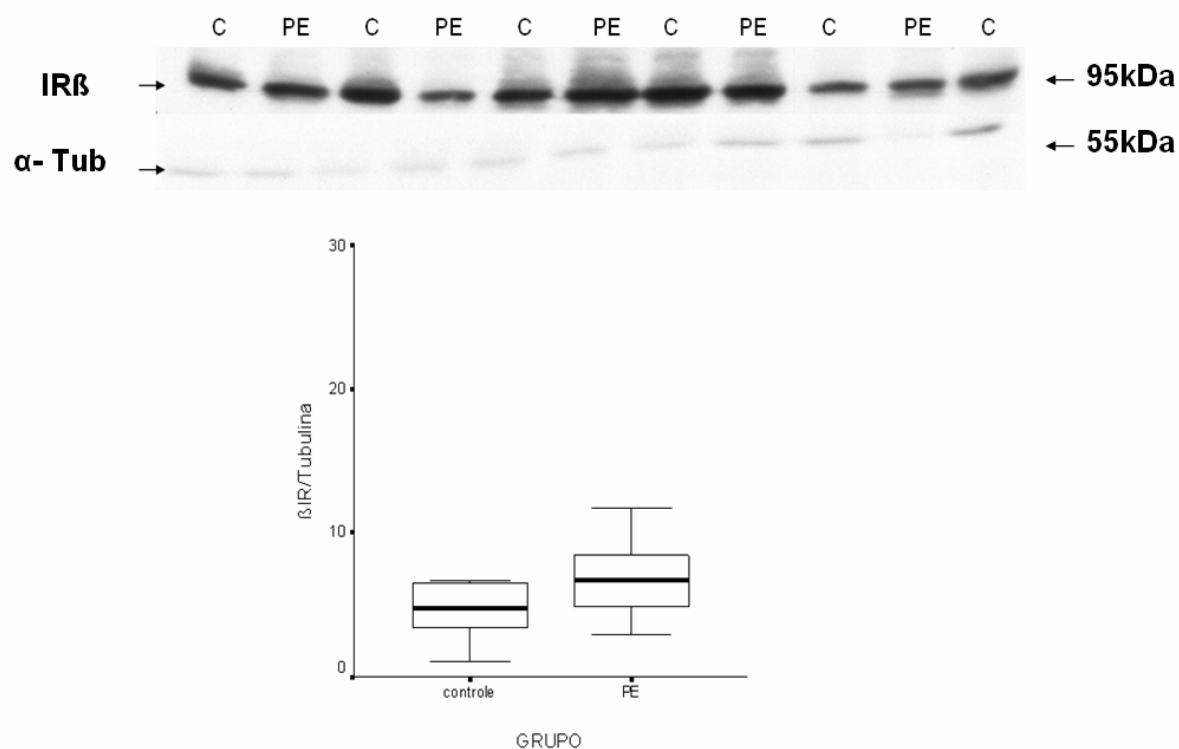 C PE C PE C PE C PE C PE C
IRß 95kDa
55kDa
α- Tub
30
20
10
0
ßIR/Tubulina
controle PE
GRUPO